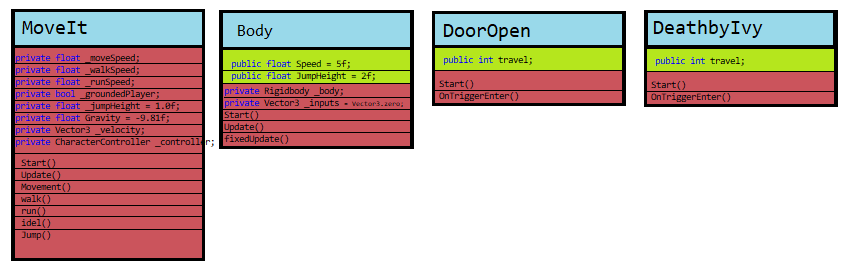 MoveIt
private float _moveSpeed;
private float _walkSpeed;
private float _runSpeed;
private bool _groundedPlayer;
private float _jumpHeight = 1.0f;
private float Gravity = -9.81f;
private Vector3 _velocity;
private CharacterController _controller;
Start()
Update()
Movement()
walk()
run()
idel()
Jump()
Body
public float Speed = 5f;
public float JumpHeight = 2f;
private Rigidbody _body;
private Vector3 _inputs = Vector3.zero;
Start()
Update()
fixedUpdate()
DoorOpen
public int travel;
Start()
OnTriggerEnter()
DeathbyIvy
public int travel;
Start()
OnTriggerEnter()